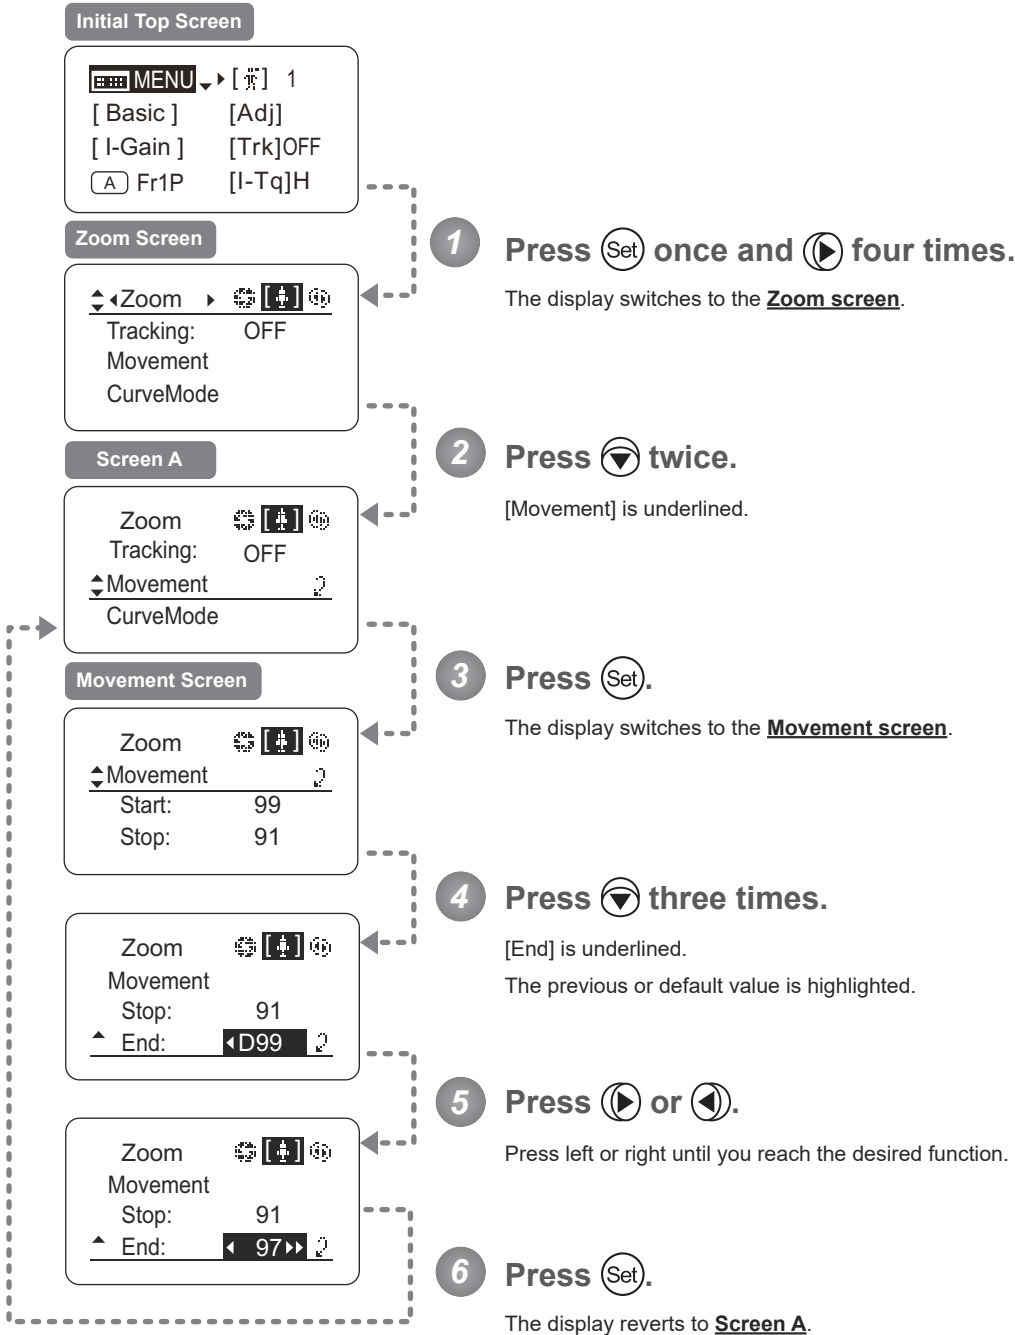 Initial Top Screen
MENU [ ] 1
[ Basic ] [Adj]
[ I-Gain ] [Trk]OFF
A Fr1P [I-Tq]H
Zoom Screen
Zoom [ ]
Tracking: OFF
Movement
CurveMode
1 Press Set once and four times.
The display switches to the Zoom screen.
Screen A
Zoom [ ]
Tracking: OFF
Movement
CurveMode
2 Press twice.
[Movement] is underlined.
Movement Screen
Zoom [ ]
Movement
Start: 99
Stop: 91
3 Press Set.
The display switches to the Movement screen.
Zoom [ ]
Movement
Stop: 91
End: D99
4 Press three times.
[End] is underlined.
The previous or default value is highlighted.
Zoom [ ]
Movement
Stop: 91
End: 97
5 Press or .
Press left or right until you reach the desired function.
6 Press Set.
The display reverts to Screen A.